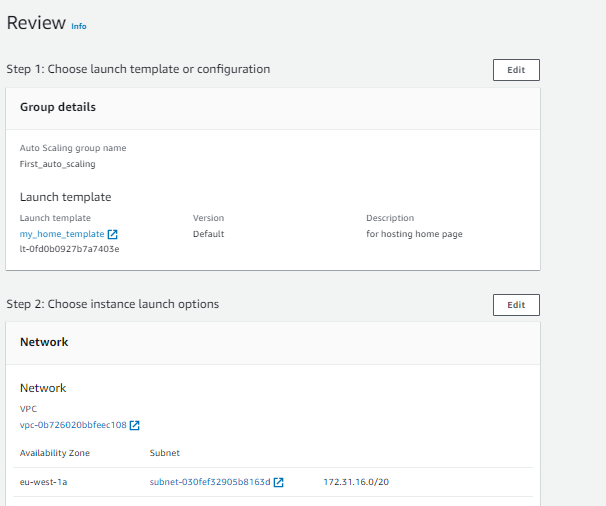 Review Info
Step 1: Choose launch template or configuration Edit
Group details
Auto Scaling group name
First_auto_scaling
Launch template
Launch template Version Description
my_home_template Default for hosting home page
lt-0fd0b0927b7a7403e
Step 2: Choose instance launch options Edit
Network
Network
VPC
vpc-0b726020bbfeec108
Availability Zone Subnet
eu-west-1a subnet-030fef32905b8163d 172.31.16.0/20